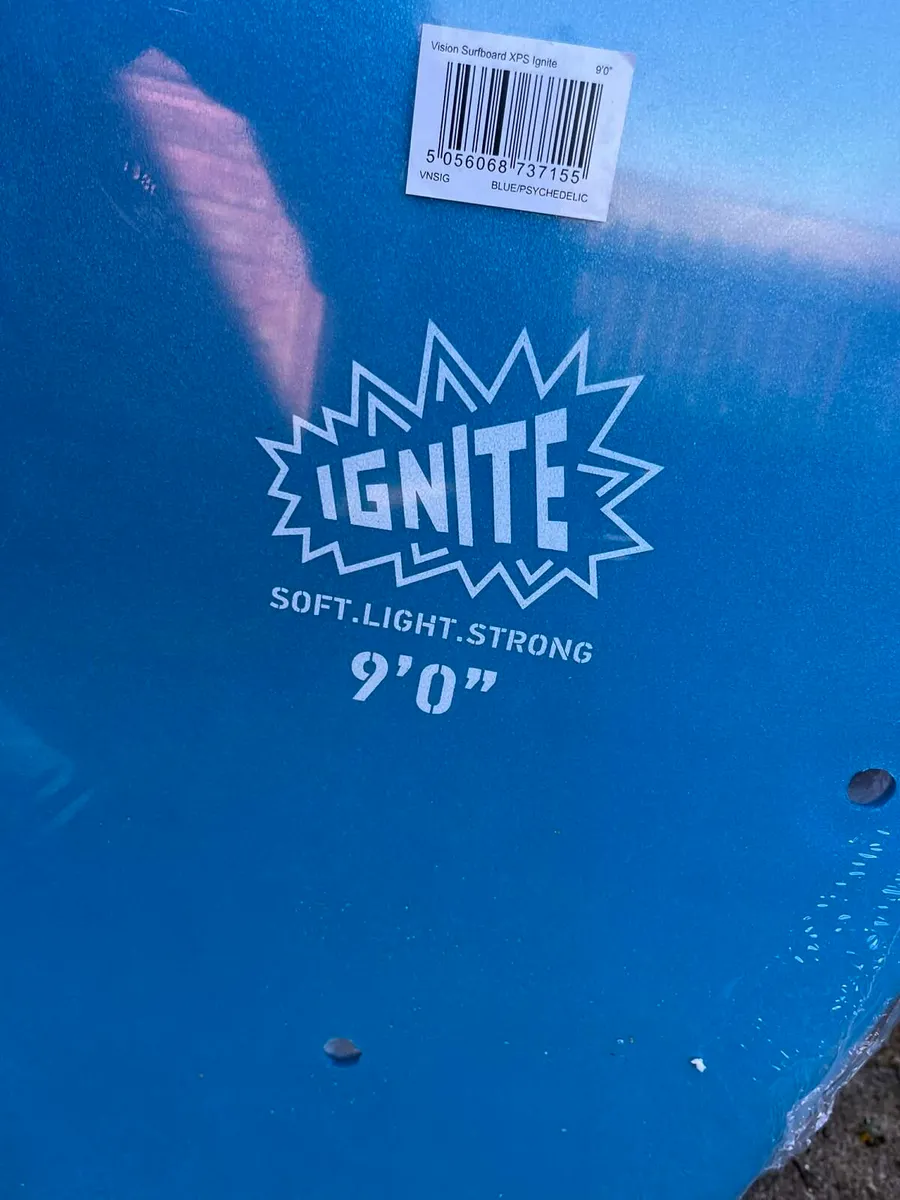 Vision Surfboard XPS Ignite 9'0"
5 056068 737155
VNSIG BLUE/PSYCHEDELIC
IGNITE
SOFT.LIGHT.STRONG
9'0"